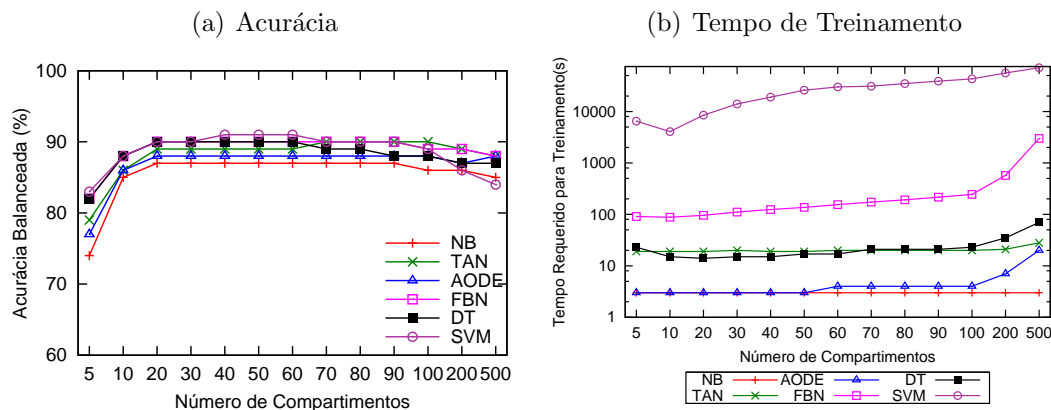 (a) Acurácia
100
90
80
70
60
Acurácia Balanceada (%)
5 10 20 30 40 50 60 70 80 90 100 200 500
Número de Compartimentos
NB
TAN
AODE
FBN
DT
SVM
(b) Tempo de Treinamento
10000
1000
100
10
1
Tempo Requerido para Treinamento(s)
5 10 20 30 40 50 60 70 80 90 100 200 500
Número de Compartimentos
NB AODE DT
TAN FBN SVM